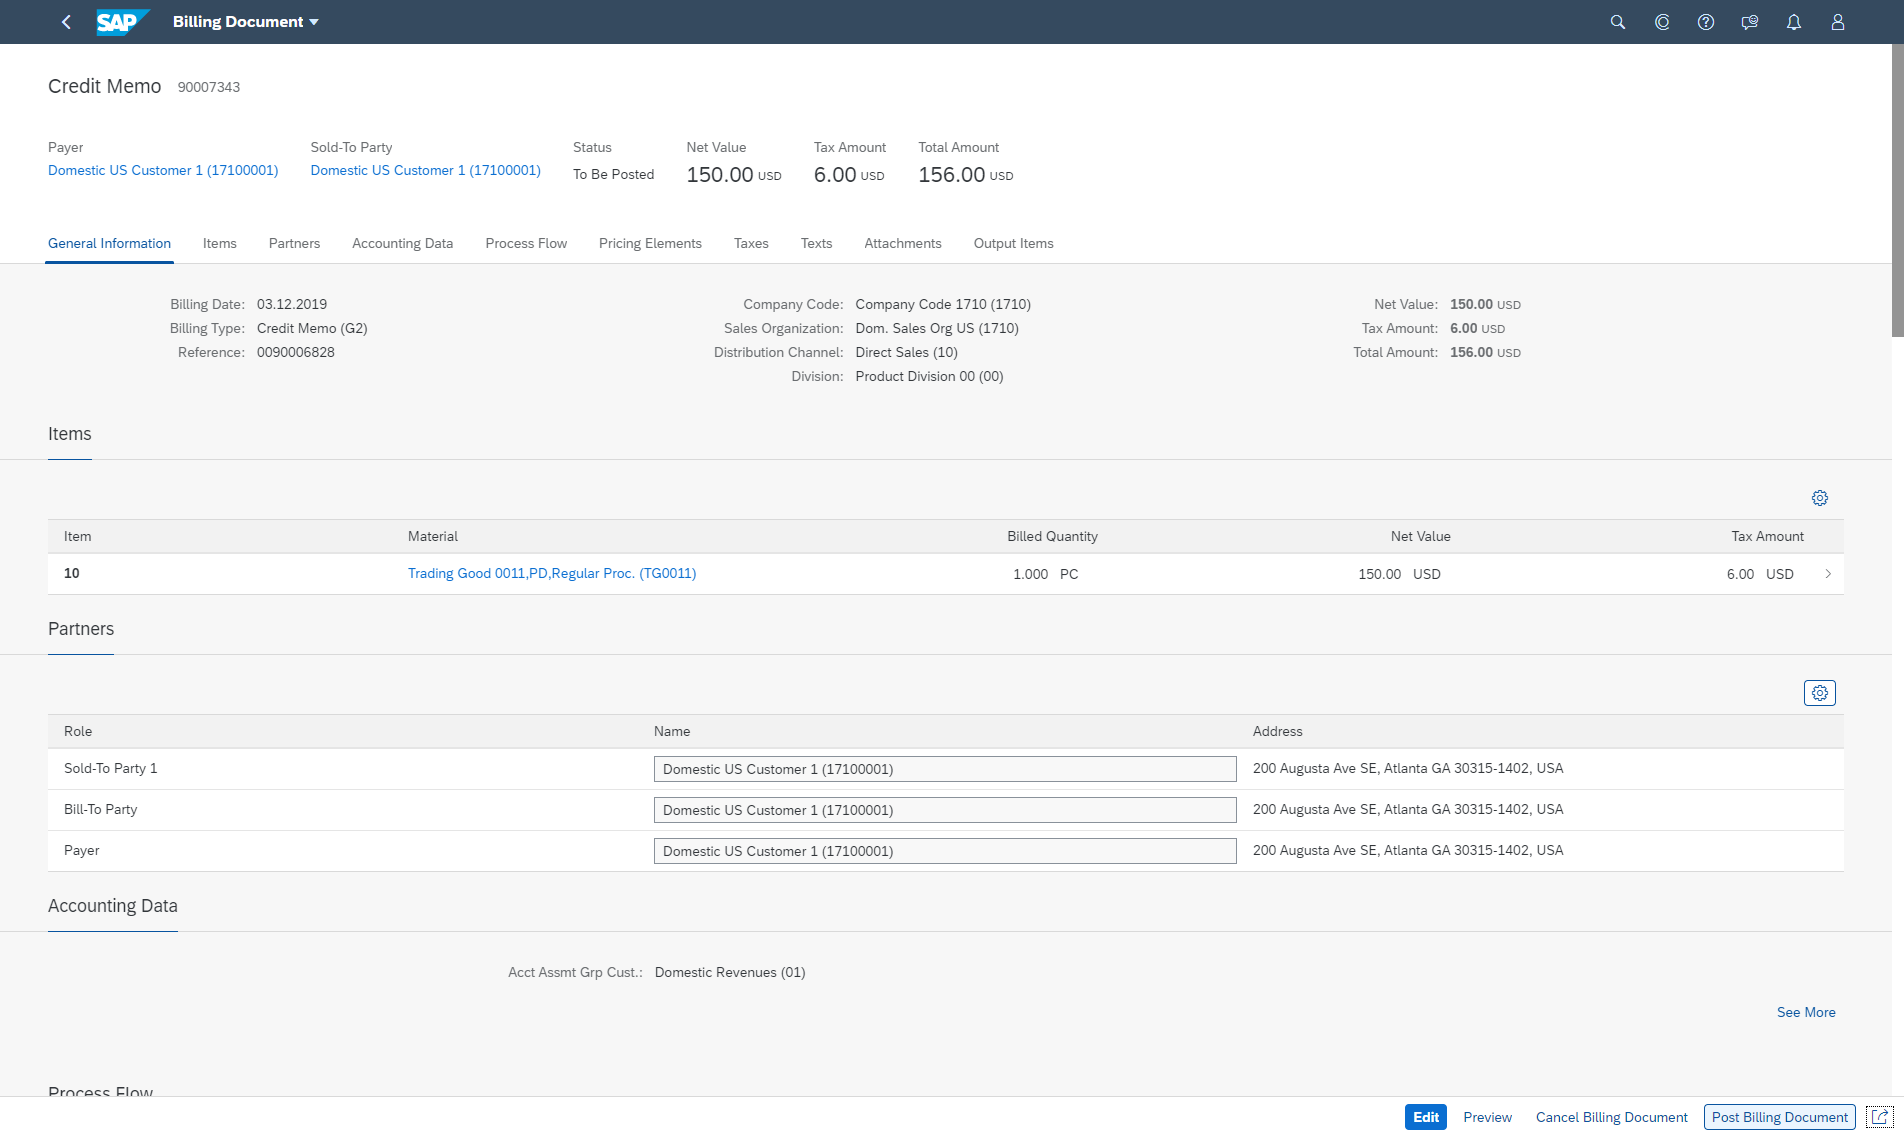 SAP Billing Document
Credit Memo 90007343
Payer Sold-To Party Status Net Value Tax Amount Total Amount
Domestic US Customer 1 (17100001) Domestic US Customer 1 (17100001) To Be Posted 150.00 USD 6.00 USD 156.00 USD
General Information Items Partners Accounting Data Process Flow Pricing Elements Taxes Texts Attachments Output Items
Billing Date: 03.12.2019 Company Code: Company Code 1710 (1710) Net Value: 150.00 USD
Billing Type: Credit Memo (G2) Sales Organization: Dom. Sales Org US (1710) Tax Amount: 6.00 USD
Reference: 0090006828 Distribution Channel: Direct Sales (10) Total Amount: 156.00 USD
Division: Product Division 00 (00)
Items
Item Material Billed Quantity Net Value Tax Amount
10 Trading Good 0011,PD,Regular Proc. (TG0011) 1.000 PC 150.00 USD 6.00 USD
Partners
Role Name Address
Sold-To Party 1 Domestic US Customer 1 (17100001) 200 Augusta Ave SE, Atlanta GA 30315-1402, USA
Bill-To Party Domestic US Customer 1 (17100001) 200 Augusta Ave SE, Atlanta GA 30315-1402, USA
Payer Domestic US Customer 1 (17100001) 200 Augusta Ave SE, Atlanta GA 30315-1402, USA
Accounting Data
Acct Assmt Grp Cust.: Domestic Revenues (01)
See More
Process Flow
Edit Preview Cancel Billing Document Post Billing Document